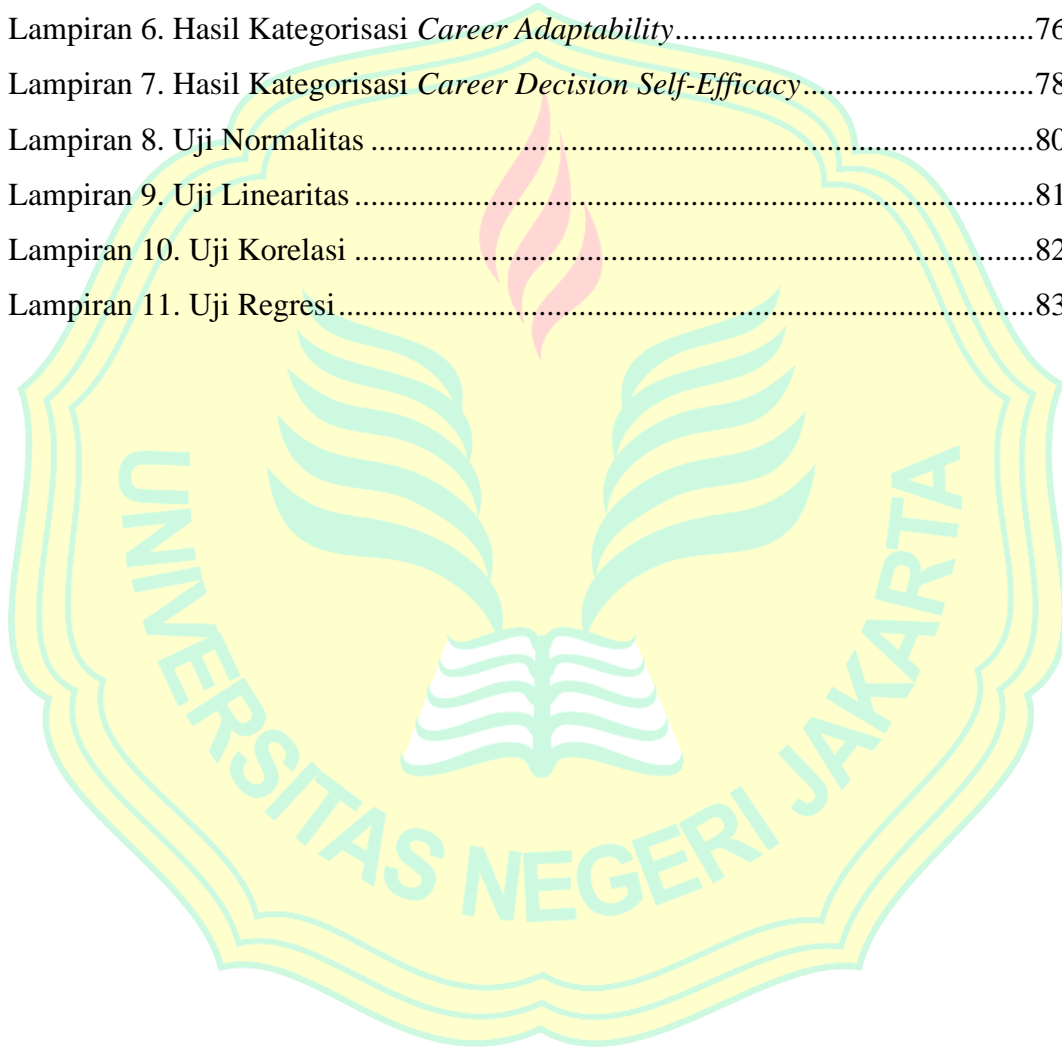 Lampiran 6. Hasil Kategorisasi Career Adaptability........................................76
Lampiran 7. Hasil Kategorisasi Career Decision Self-Efficacy.........................78
Lampiran 8. Uji Normalitas ...............................................................................80
Lampiran 9. Uji Linearitas .................................................................................81
Lampiran 10. Uji Korelasi .................................................................................82
Lampiran 11. Uji Regresi...................................................................................83
UNIVERSITAS NEGERI JAKARTA